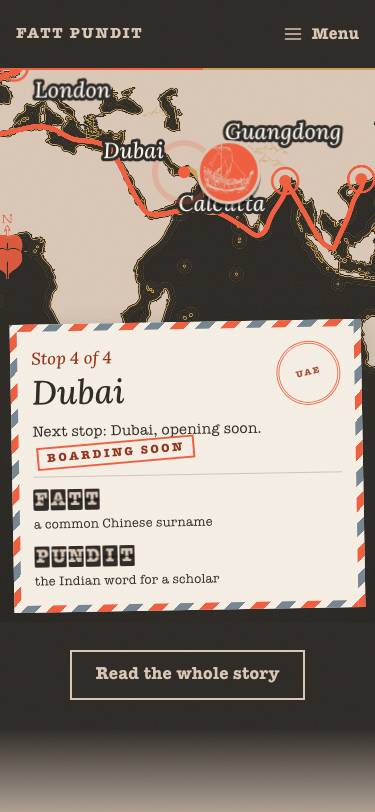 FATT PUNDIT
Menu
London
Guangdong
Dubai
Calcutta
N
Stop 4 of 4
Dubai
UAE
Next stop: Dubai, opening soon.
BOARDING SOON
FATT
a common Chinese surname
PUNDIT
the Indian word for a scholar
Read the whole story